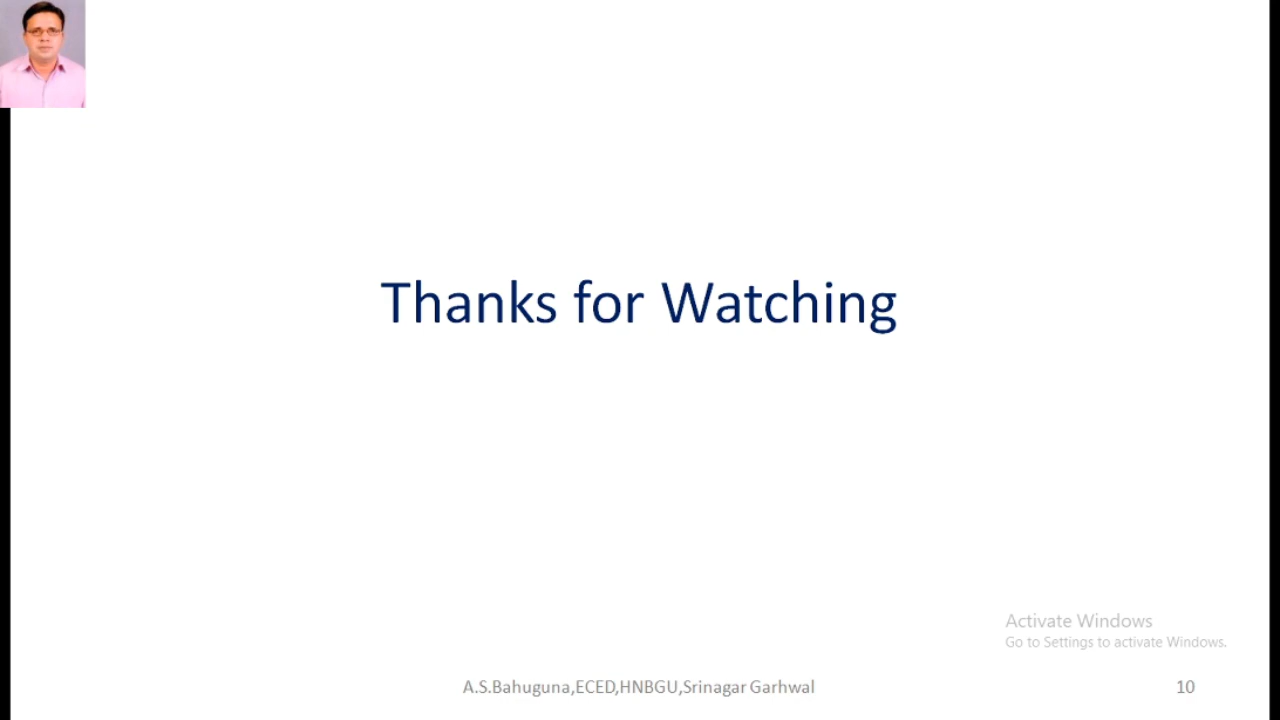 Thanks for Watching
Activate Windows
Go to Settings to activate Windows.
A.S.Bahuguna,ECED,HNBGU,Srinagar Garhwal
10